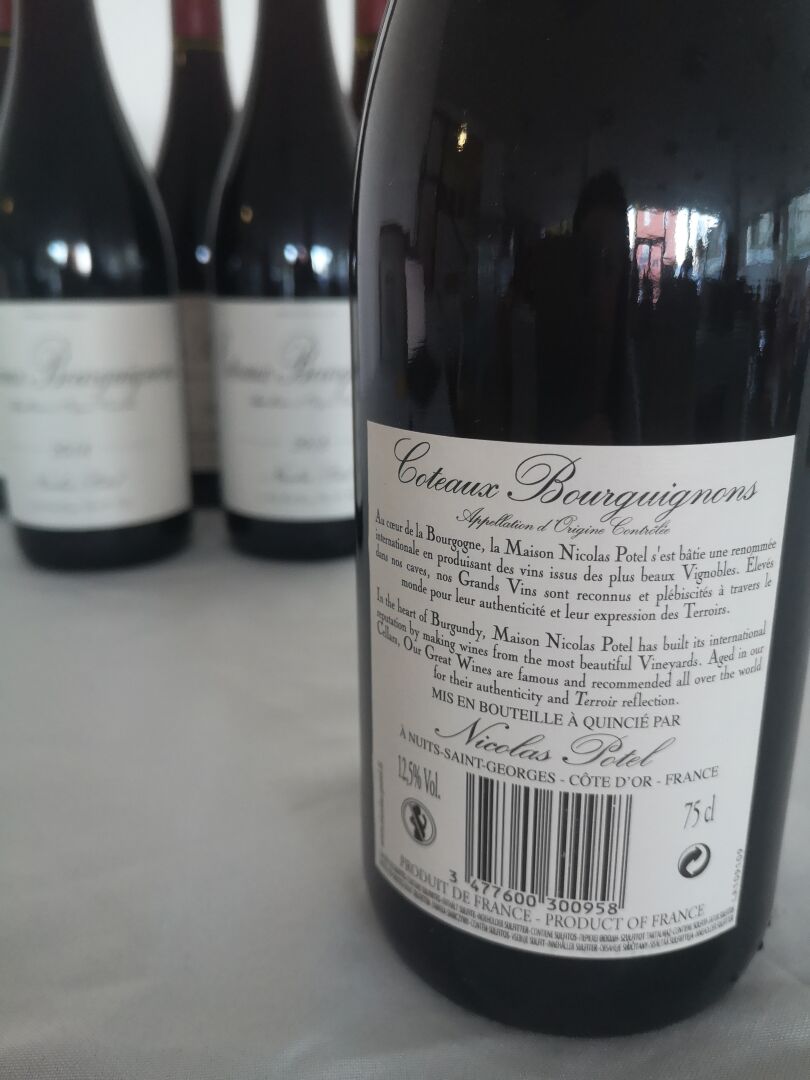 Coteaux Bourguignons
Appellation d'Origine Contrôlée
Au cœur de la Bourgogne, la Maison Nicolas Potel s'est bâtie une renommée
internationale en produisant des vins issus des plus beaux Vignobles. Élevés
dans nos caves, nos Grands Vins sont reconnus et plébiscités à travers le
monde pour leur authenticité et leur expression des Terroirs.
In the heart of Burgundy, Maison Nicolas Potel has built its international
reputation by making wines from the most beautiful Vineyards. Aged in our
Cellars, Our Great Wines are famous and recommended all over the world
for their authenticity and Terroir reflection.
MIS EN BOUTEILLE À QUINCIÉ PAR
Nicolas Potel
À NUITS-SAINT-GEORGES - CÔTE D'OR - FRANCE
12,5% Vol.
75 cl
3 477600 300958
PRODUIT DE FRANCE - PRODUCT OF FRANCE
Bourguignons